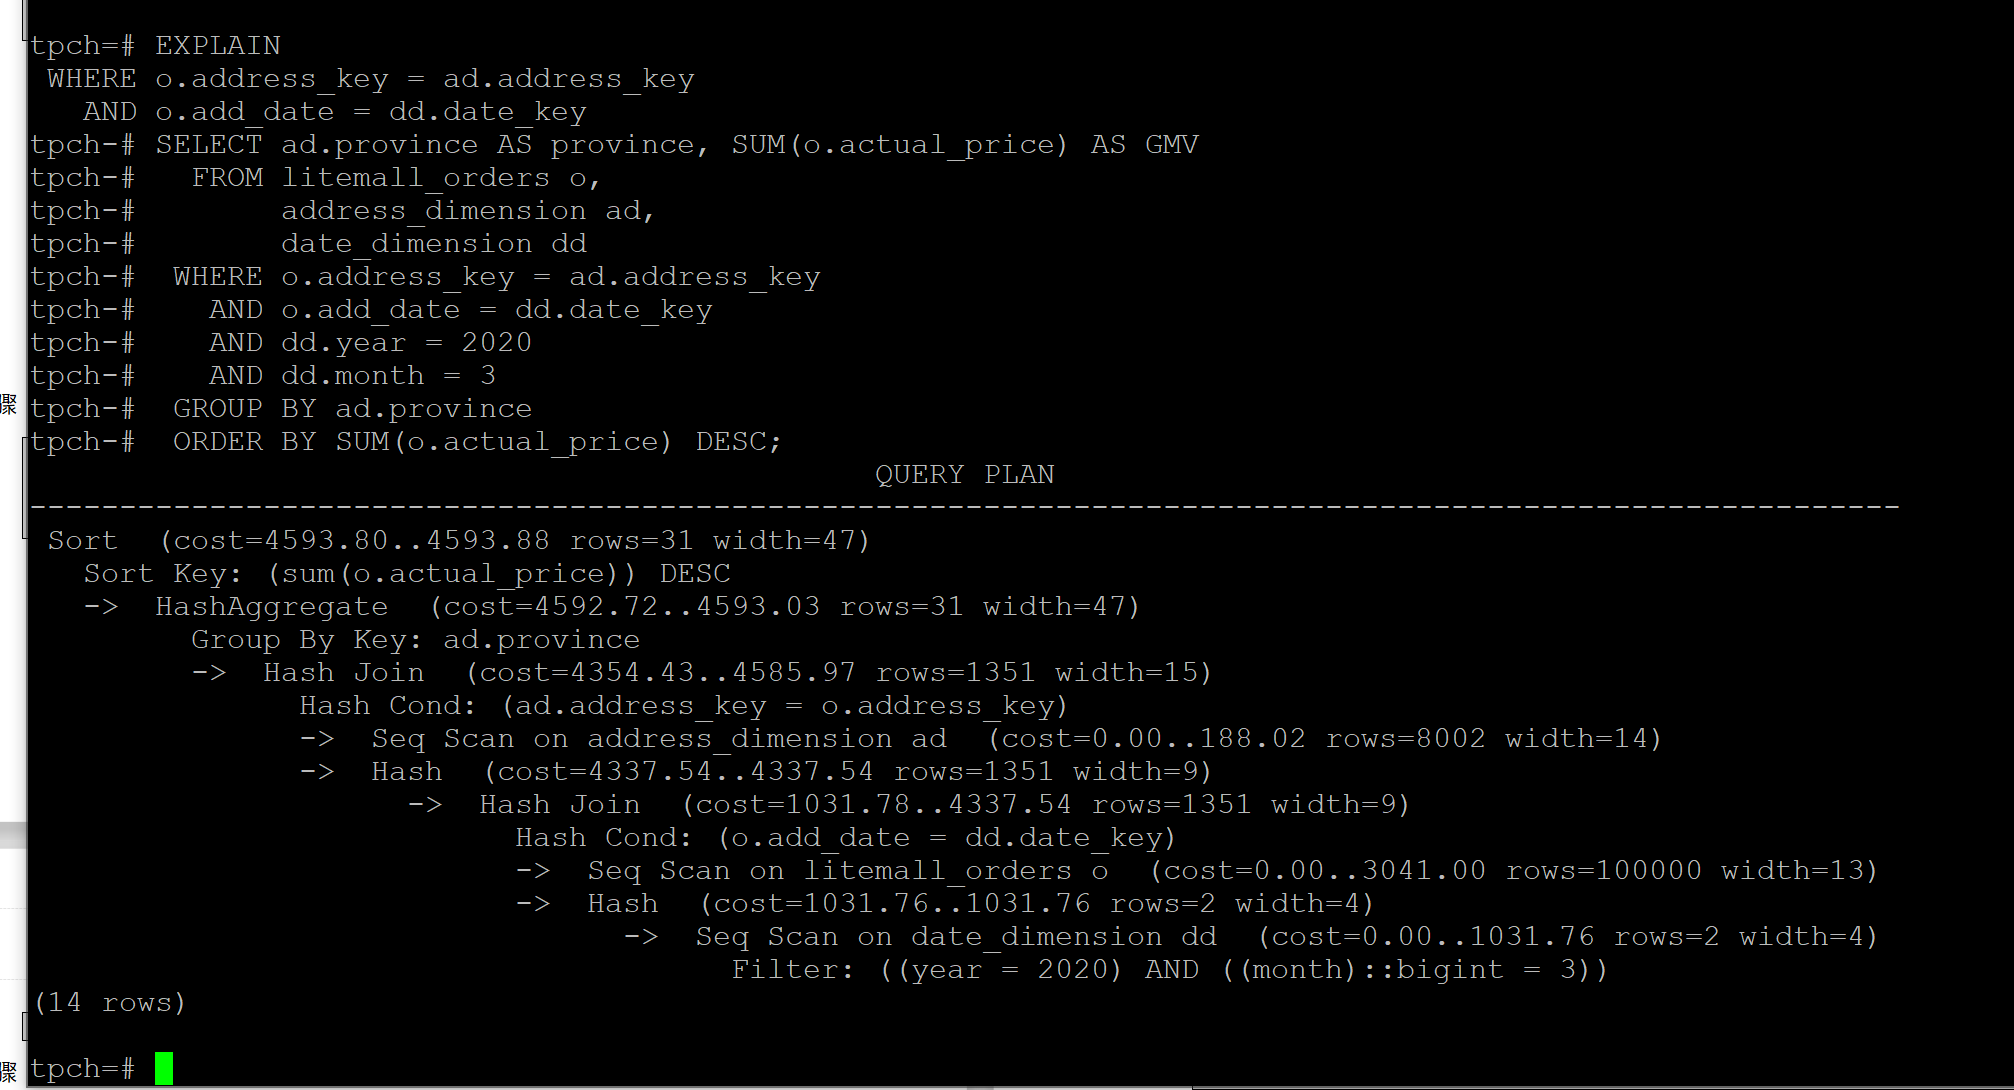 tpch=# EXPLAIN
 WHERE o.address_key = ad.address_key
   AND o.add_date = dd.date_key
tpch-# SELECT ad.province AS province, SUM(o.actual_price) AS GMV
tpch-#   FROM litemall_orders o,
tpch-#        address_dimension ad,
tpch-#        date_dimension dd
tpch-#  WHERE o.address_key = ad.address_key
tpch-#    AND o.add_date = dd.date_key
tpch-#    AND dd.year = 2020
tpch-#    AND dd.month = 3
骤
tpch-#  GROUP BY ad.province
tpch-#  ORDER BY SUM(o.actual_price) DESC;
                                               QUERY PLAN
--------------------------------------------------------------------------------------------------------
 Sort  (cost=4593.80..4593.88 rows=31 width=47)
   Sort Key: (sum(o.actual_price)) DESC
   ->  HashAggregate  (cost=4592.72..4593.03 rows=31 width=47)
         Group By Key: ad.province
         ->  Hash Join  (cost=4354.43..4585.97 rows=1351 width=15)
               Hash Cond: (ad.address_key = o.address_key)
               ->  Seq Scan on address_dimension ad  (cost=0.00..188.02 rows=8002 width=14)
               ->  Hash  (cost=4337.54..4337.54 rows=1351 width=9)
                     ->  Hash Join  (cost=1031.78..4337.54 rows=1351 width=9)
                           Hash Cond: (o.add_date = dd.date_key)
                           ->  Seq Scan on litemall_orders o  (cost=0.00..3041.00 rows=100000 width=13)
                           ->  Hash  (cost=1031.76..1031.76 rows=2 width=4)
                                 ->  Seq Scan on date_dimension dd  (cost=0.00..1031.76 rows=2 width=4)
                                       Filter: ((year = 2020) AND ((month)::bigint = 3))
(14 rows)
骤
tpch=#